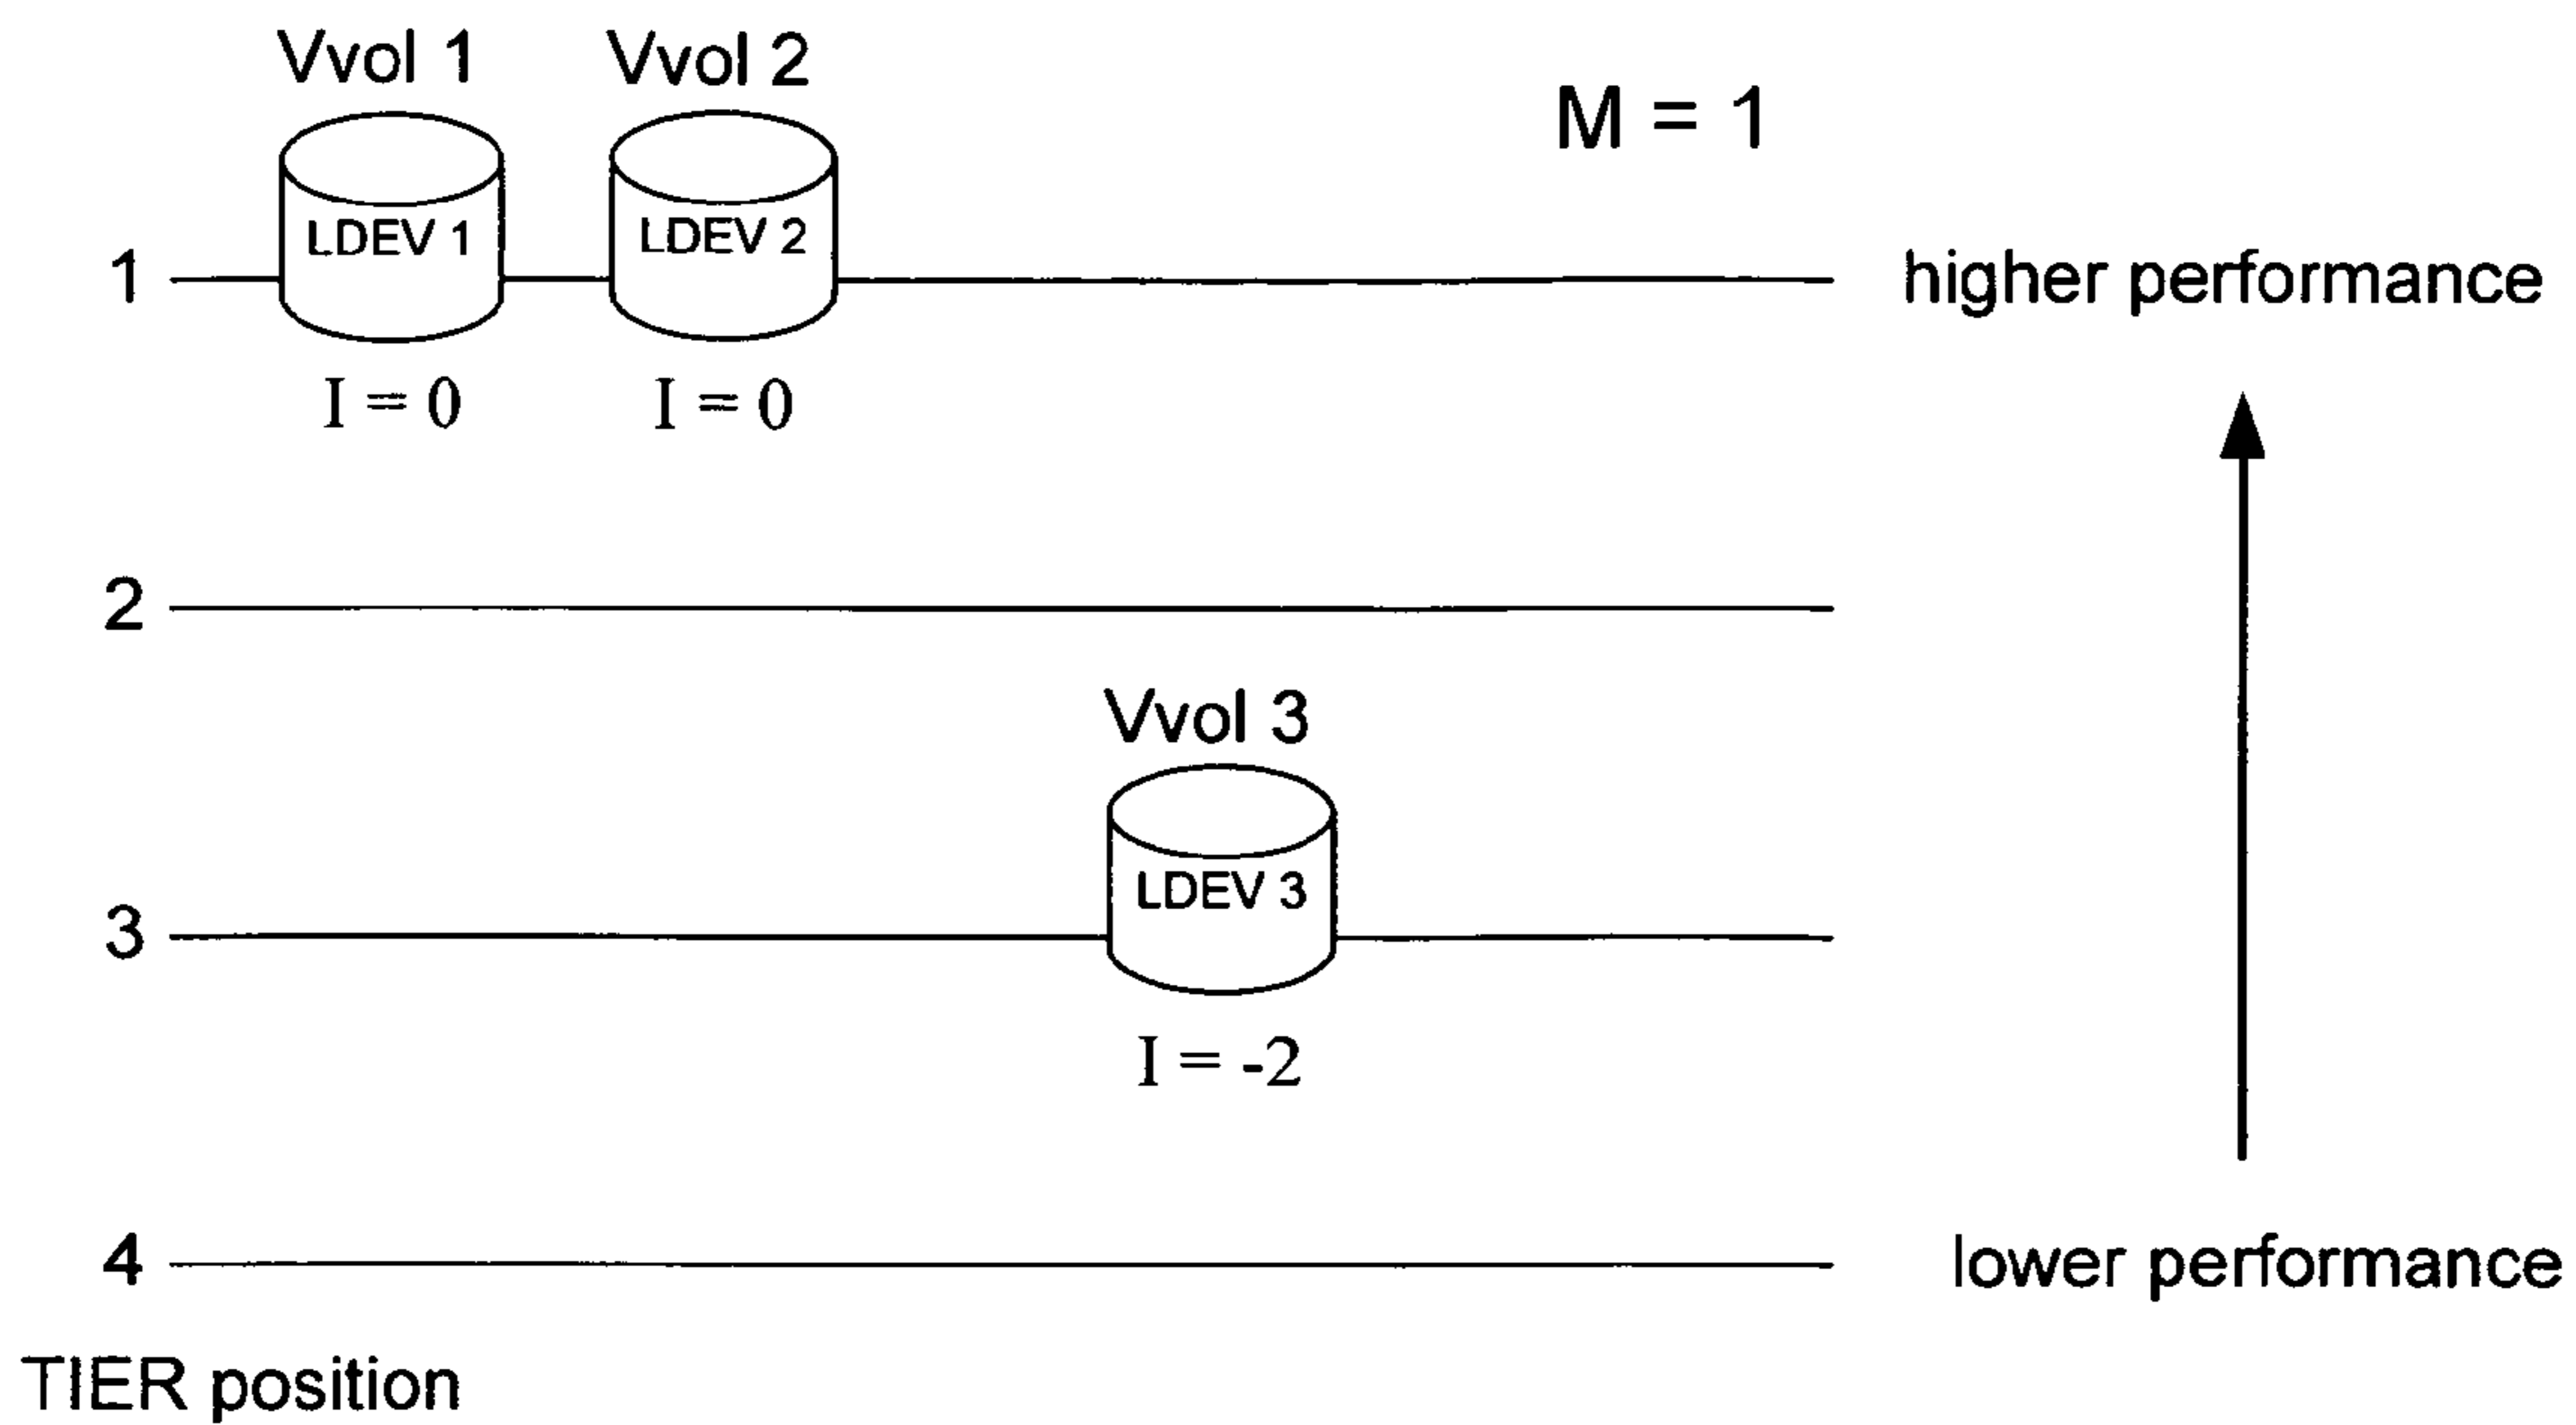 Vvol 1 Vvol 2
M = 1
LDEV 1 LDEV 2
1 higher performance
I = 0 I = 0
2
Vvol 3
LDEV 3
3
I = -2
4 lower performance
TIER position